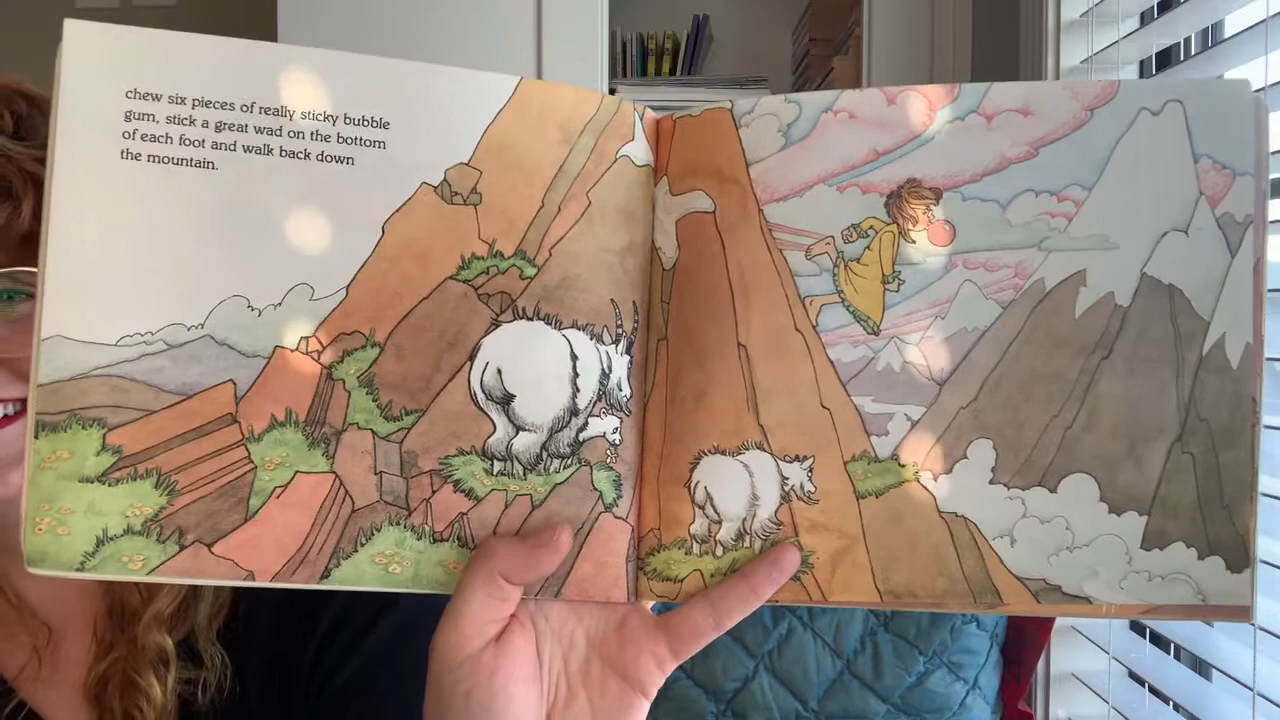 chew six pieces of really sticky bubble
gum, stick a great wad on the bottom
of each foot and walk back down
the mountain.